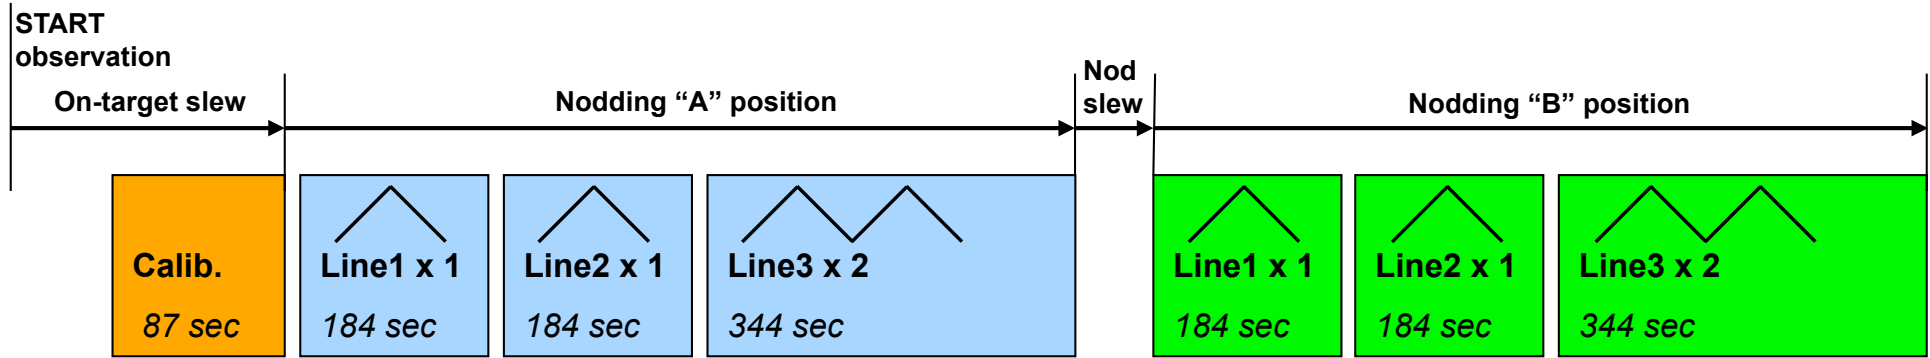 START
observation
On-target slew
Nodding “A” position
Nod
slew
Nodding “B” position
Calib.
87 sec
Line1 x 1
184 sec
Line2 x 1
184 sec
Line3 x 2
344 sec
Line1 x 1
184 sec
Line2 x 1
184 sec
Line3 x 2
344 sec